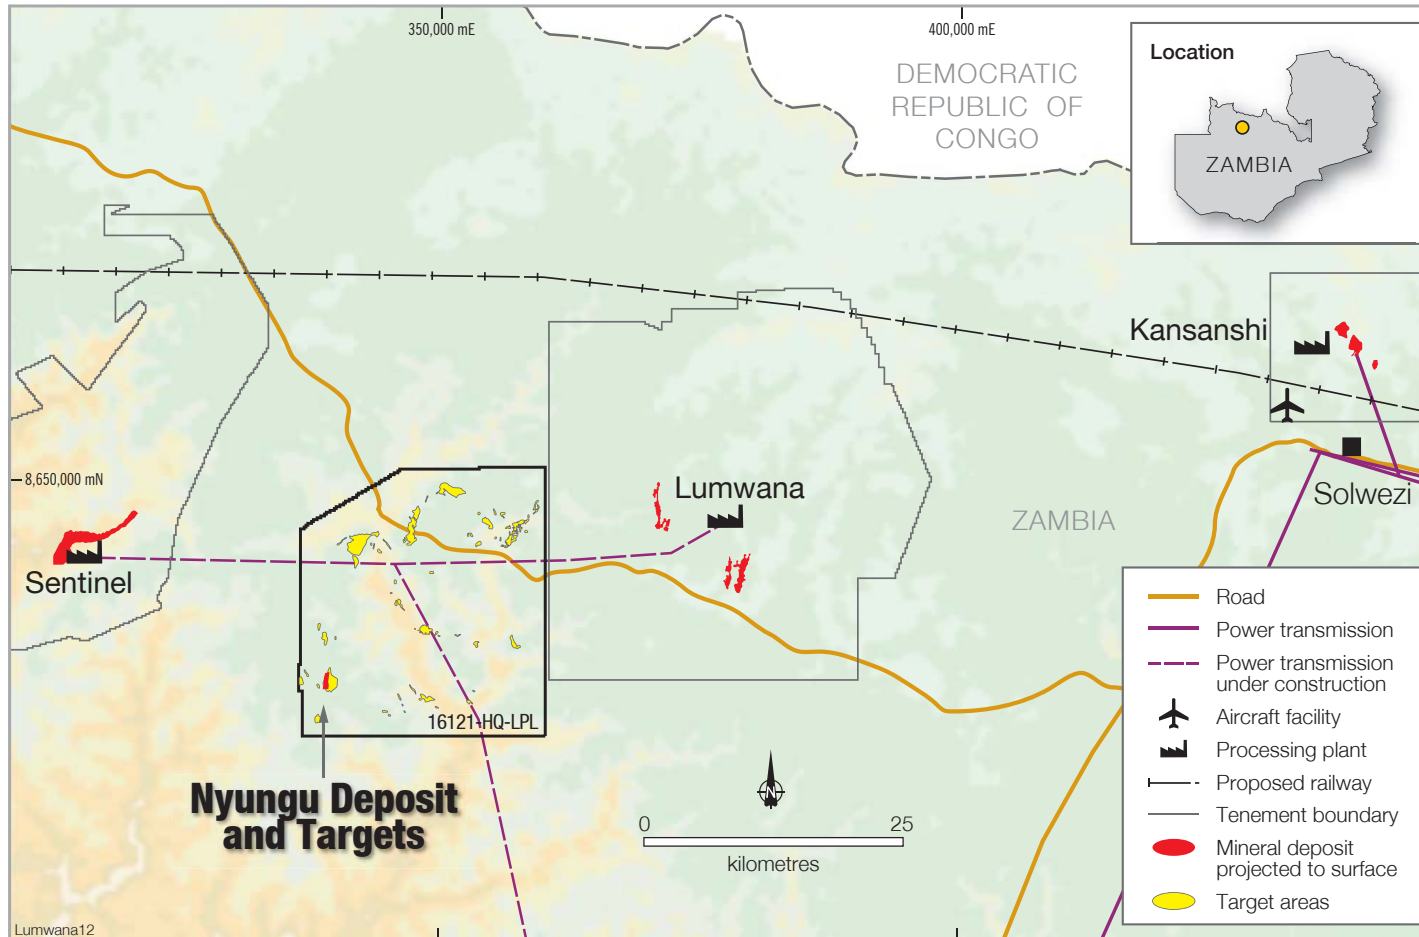 350,000 mE
400,000 mE
DEMOCRATIC
REPUBLIC OF
CONGO
Location
ZAMBIA
Kansanshi
8,650,000 mN
Lumwana
Solwezi
ZAMBIA
Sentinel
16121-HQ-LPL
Nyungu Deposit
and Targets
N
0
25
kilometres
Road
Power transmission
Power transmission
under construction
Aircraft facility
Processing plant
Proposed railway
Tenement boundary
Mineral deposit
projected to surface
Target areas
Lumwana12